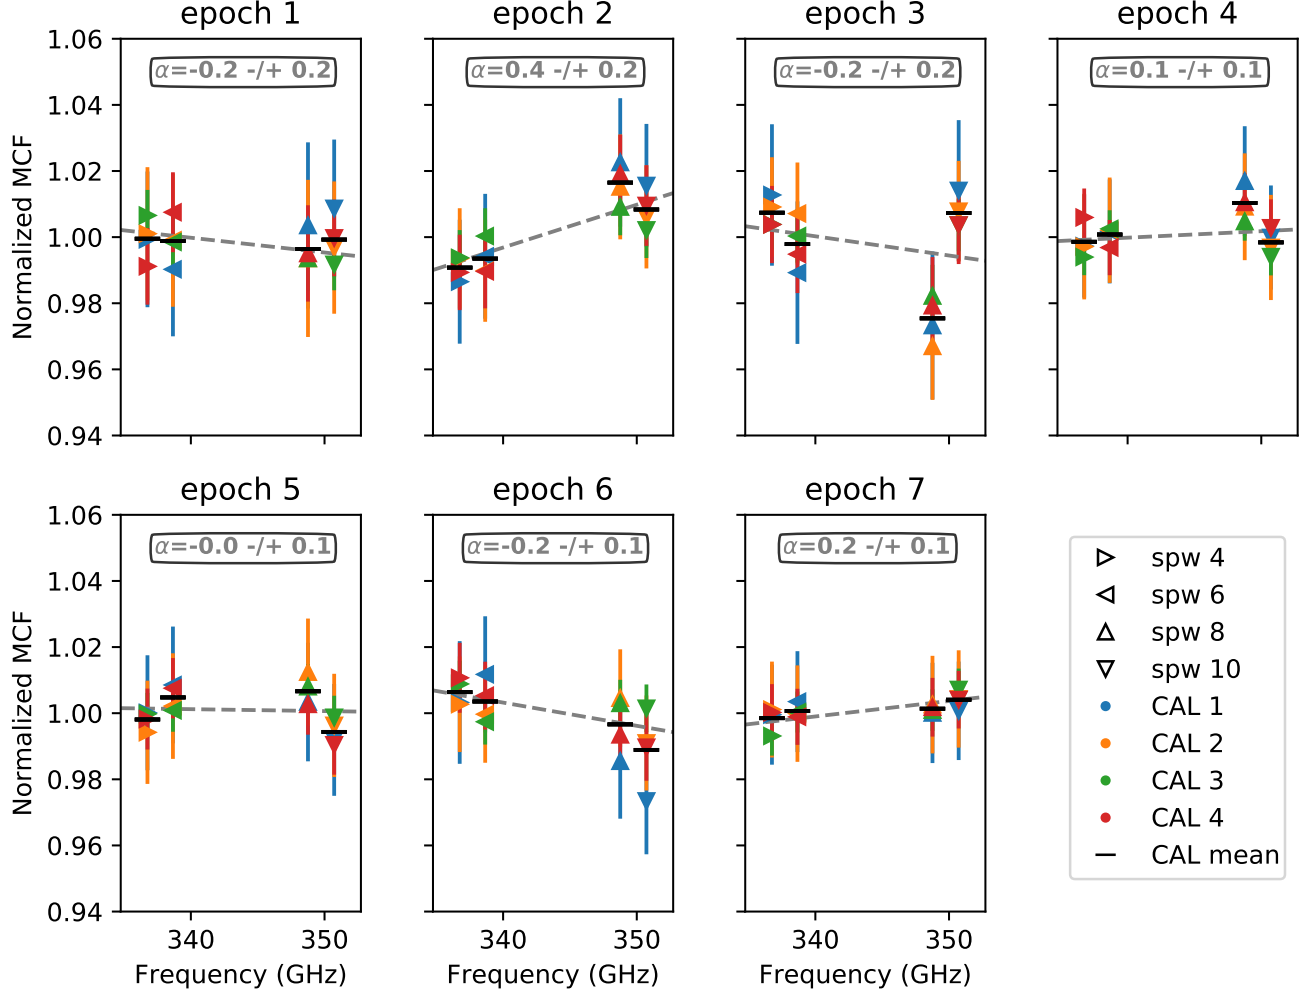 epoch 1
epoch 2
epoch 3
epoch 4
Normalized MCF
1.06
1.04
1.02
1.00
0.98
0.96
0.94
α=-0.2 -/+ 0.2
α=0.4 -/+ 0.2
α=-0.2 -/+ 0.2
α=0.1 -/+ 0.1
epoch 5
epoch 6
epoch 7
Normalized MCF
1.06
1.04
1.02
1.00
0.98
0.96
0.94
α=-0.0 -/+ 0.1
α=-0.2 -/+ 0.1
α=0.2 -/+ 0.1
340 350
340 350
340 350
Frequency (GHz)
Frequency (GHz)
Frequency (GHz)
spw 4
spw 6
spw 8
spw 10
CAL 1
CAL 2
CAL 3
CAL 4
CAL mean